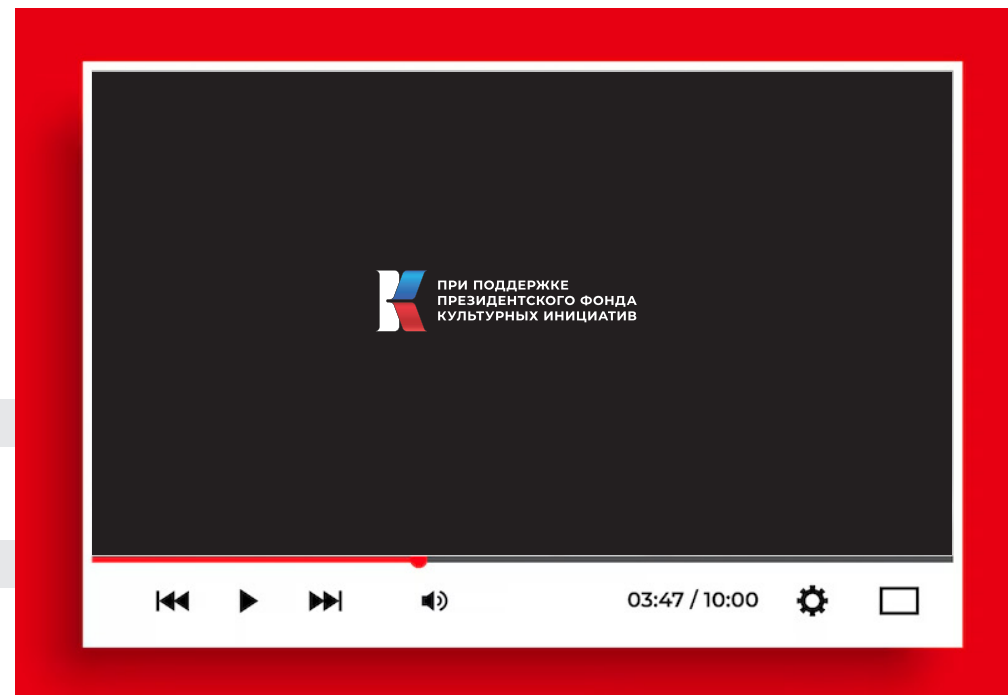 ПРИ ПОДДЕРЖКЕ
ПРЕЗИДЕНТСКОГО ФОНДА
КУЛЬТУРНЫХ ИНИЦИАТИВ
03:47 / 10:00